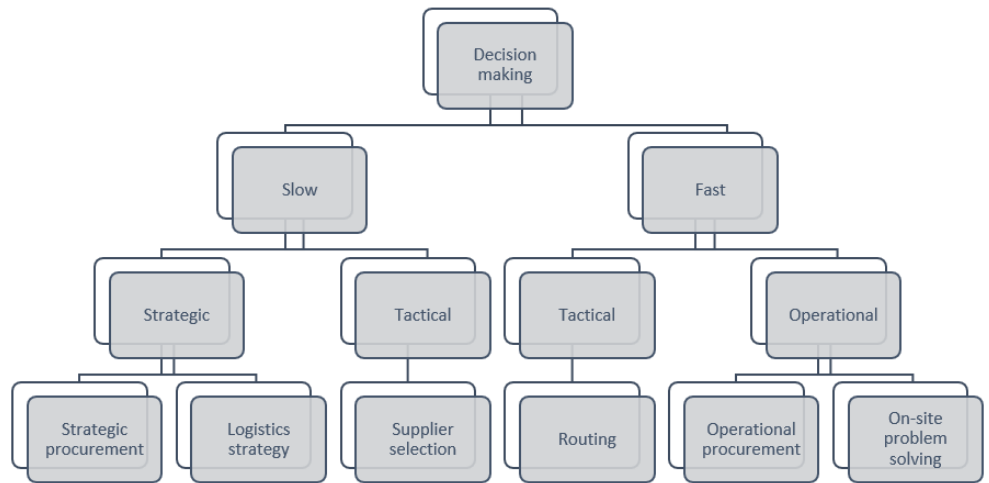 Decision
making
Slow
Fast
Strategic
Tactical
Tactical
Operational
Strategic
procurement
Logistics
strategy
Supplier
selection
Routing
Operational
procurement
On-site
problem
solving